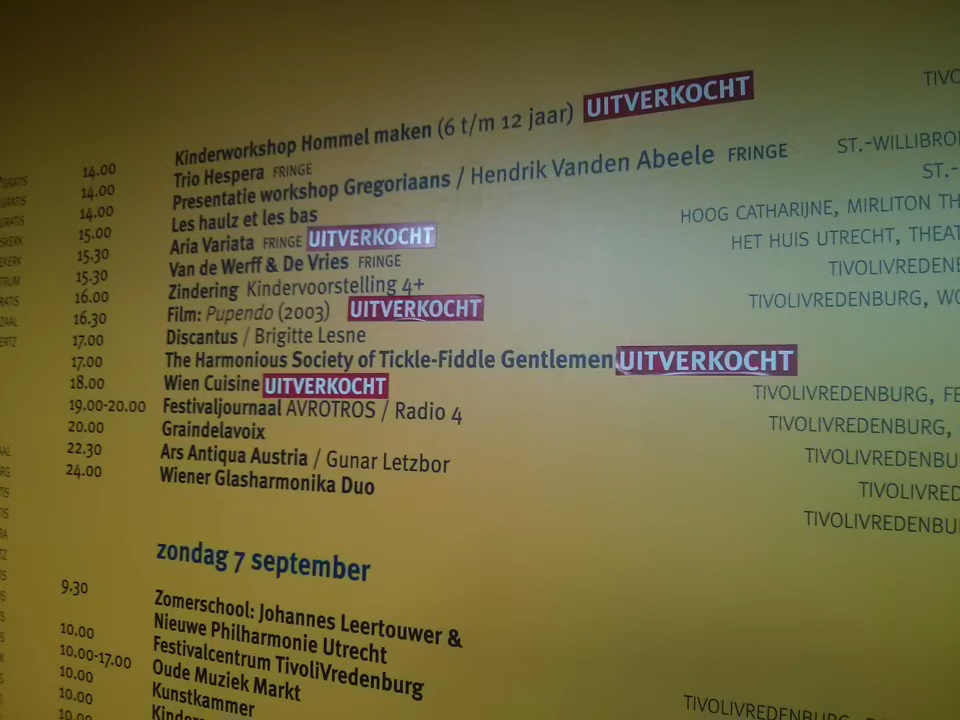 14.00 Kinderworkshop Hommel maken (6 t/m 12 jaar) UITVERKOCHT
14.00 Trio Hespera FRINGE
14.00 Presentatie workshop Gregoriaans / Hendrik Vanden Abeele FRINGE ST.-WILLIBRO
15.00 Les haulz et les bas ST.-
15.30 Aria Variata FRINGE UITVERKOCHT HOOG CATHARIJNE, MIRLITON TH
15.30 Van de Werff & De Vries FRINGE HET HUIS UTRECHT, THEAT
16.00 Zindering Kindervoorstelling 4+ TIVOLIVREDENB
16.30 Film: Pupendo (2003) UITVERKOCHT TIVOLIVREDENBURG, WO
17.00 Discantus / Brigitte Lesne
17.00 The Harmonious Society of Tickle-Fiddle Gentlemen UITVERKOCHT
18.00 Wien Cuisine UITVERKOCHT TIVOLIVREDENBURG, FE
19.00-20.00 Festivaljournaal AVROTROS / Radio 4 TIVOLIVREDENBURG,
20.00 Graindelavoix TIVOLIVREDENBU
22.30 Ars Antiqua Austria / Gunar Letzbor TIVOLIVRED
24.00 Wiener Glasharmonika Duo TIVOLIVREDENBU
zondag 7 september
9.30 Zomerschool: Johannes Leertouwer &
Nieuwe Philharmonie Utrecht
10.00 Festivalcentrum TivoliVredenburg
10.00-17.00 Oude Muziek Markt
10.00 Kunstkammer
10.00 TIVOLIVREDENBURG,